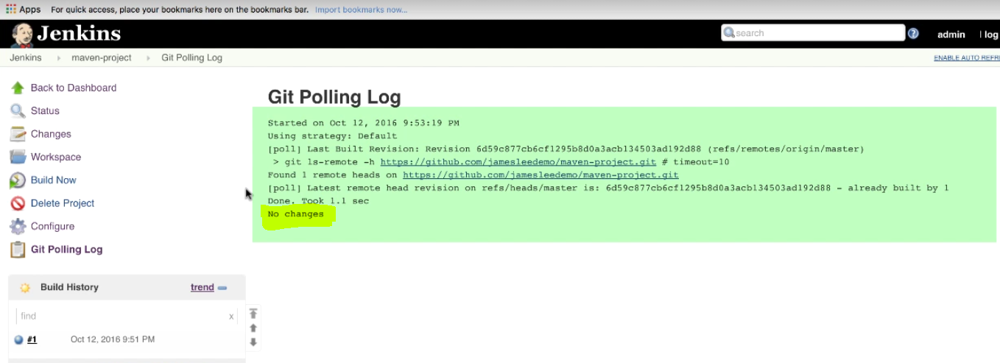 Apps For quick access, place your bookmarks here on the bookmarks bar. Import bookmarks now...
Jenkins
search
?
admin
| log
Jenkins
maven-project
Git Polling Log
ENABLE AUTO REFR
Back to Dashboard
Status
Changes
Workspace
Build Now
Delete Project
Configure
Git Polling Log
Git Polling Log
Started on Oct 12, 2016 9:53:19 PM
Using strategy: Default
[poll] Last Built Revision: Revision 6d59c877cb6cf1295b8d0a3acb134503ad192d88 (refs/remotes/origin/master)
> git ls-remote -h https://github.com/jamesleedemo/maven-project.git # timeout=10
Found 1 remote heads on https://github.com/jamesleedemo/maven-project.git
[poll] Latest remote head revision on refs/heads/master is: 6d59c877cb6cf1295b8d0a3acb134503ad192d88 - already built by 1
Done. Took 1.1 sec
No changes
Build History trend
find x
#1 Oct 12, 2016 9:51 PM